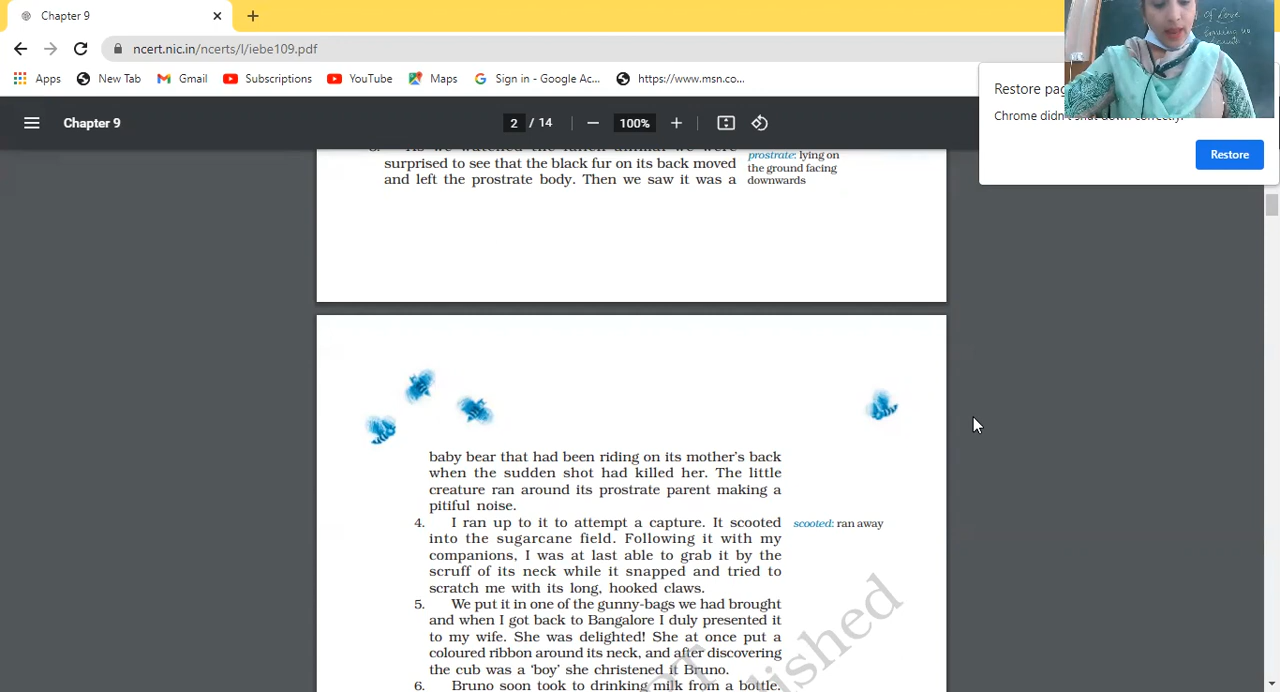 Chapter 9
ncert.nic.in/ncerts/l/iebe109.pdf
Apps
New Tab
Gmail
Subscriptions
YouTube
Maps
Sign in - Google Ac...
https://www.msn.co...
of Love
Restore pag
Chrome didn't shut down correctly.
Restore
Chapter 9
2 / 14
100%
surprised to see that the black fur on its back moved
and left the prostrate body. Then we saw it was a
prostrate: lying on
the ground facing
downwards
baby bear that had been riding on its mother's back
when the sudden shot had killed her. The little
creature ran around its prostrate parent making a
pitiful noise.
4. I ran up to it to attempt a capture. It scooted
into the sugarcane field. Following it with my
companions, I was at last able to grab it by the
scruff of its neck while it snapped and tried to
scratch me with its long, hooked claws.
scooted: ran away
5. We put it in one of the gunny-bags we had brought
and when I got back to Bangalore I duly presented it
to my wife. She was delighted! She at once put a
coloured ribbon around its neck, and after discovering
the cub was a 'boy' she christened it Bruno.
6. Bruno soon took to drinking milk from a bottle.
lished